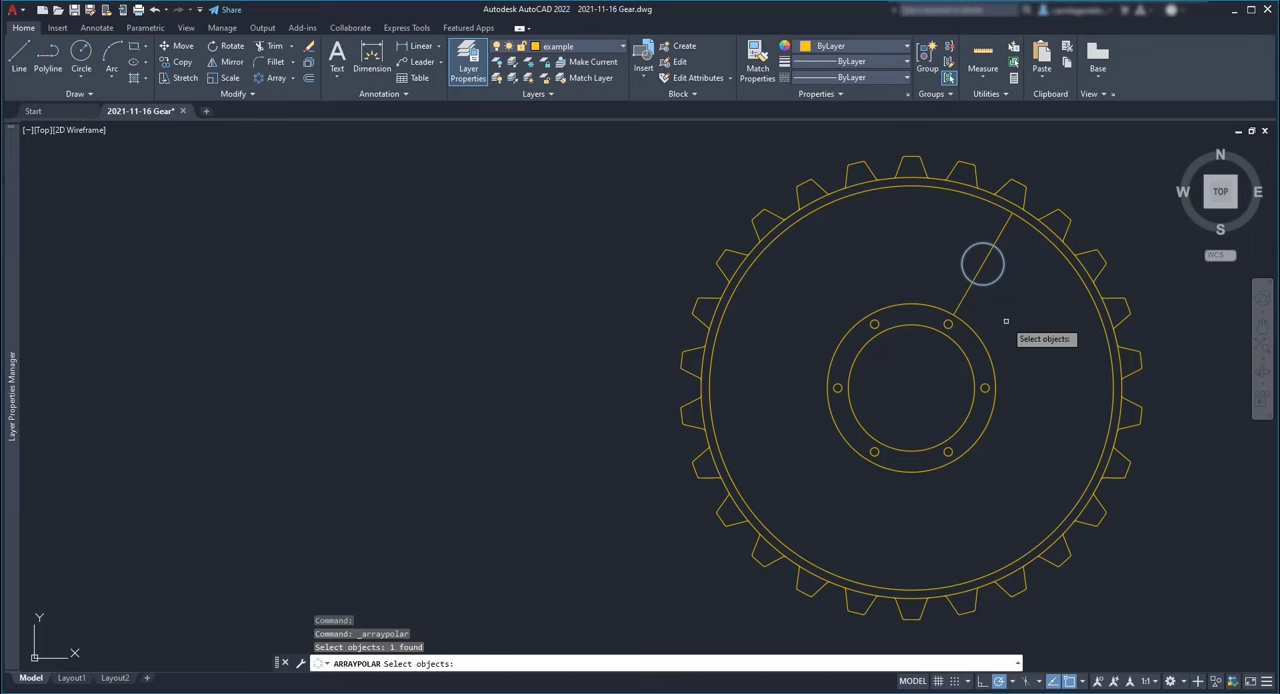 Share
Autodesk AutoCAD 2022 2021-11-16 Gear.dwg
Home Insert Annotate Parametric View Manage Output Add-ins Collaborate Express Tools Featured Apps
Line Polyline Circle Arc
Move Rotate Trim
Copy Mirror Fillet
Stretch Scale Array
Text Dimension
Linear
Leader
Table
Layer Properties
example
Make Current
Match Layer
Insert
Create
Edit
Edit Attributes
Match Properties
ByLayer
ByLayer
ByLayer
Group
Measure
Paste
Base
Draw Modify Annotation Layers Block Properties Groups Utilities Clipboard View
Start 2021-11-16 Gear*
[−][Top][2D Wireframe]
N
W TOP E
S
WCS
Select objects:
Layer Properties Manager
Y
X
Command:
Command: _arraypolar
Select objects: 1 found
ARRAYPOLAR Select objects:
Model Layout1 Layout2
MODEL 1:1